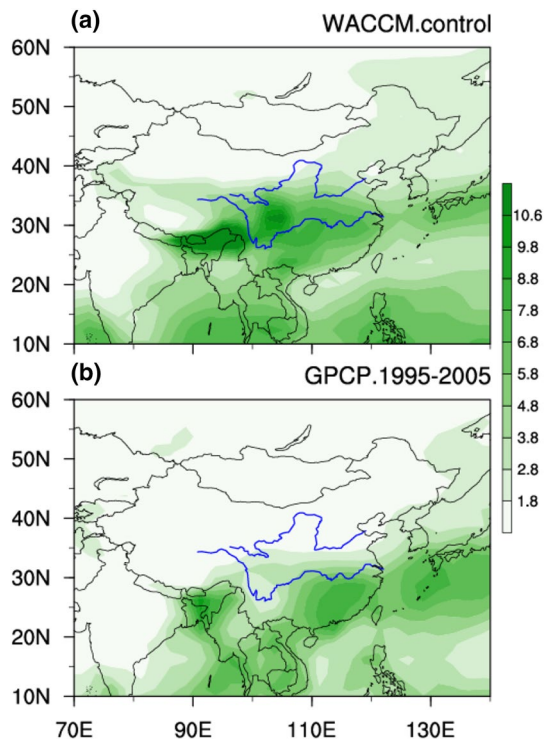 (a) WACCM.control
60N
50N
40N
30N
20N
10N
(b) GPCP.1995-2005
60N
50N
40N
30N
20N
10N
70E 90E 110E 130E
10.6
9.8
8.8
7.8
6.8
5.8
4.8
3.8
2.8
1.8